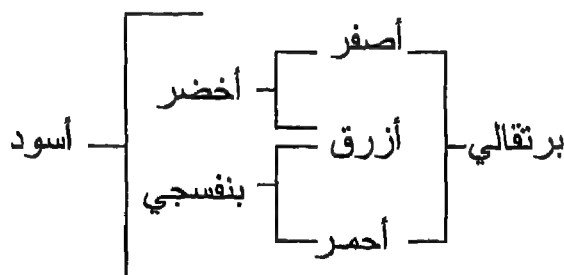 أصفر
أخضر
أزرق
برتقالي
أسود
بنفسجي
أحمر